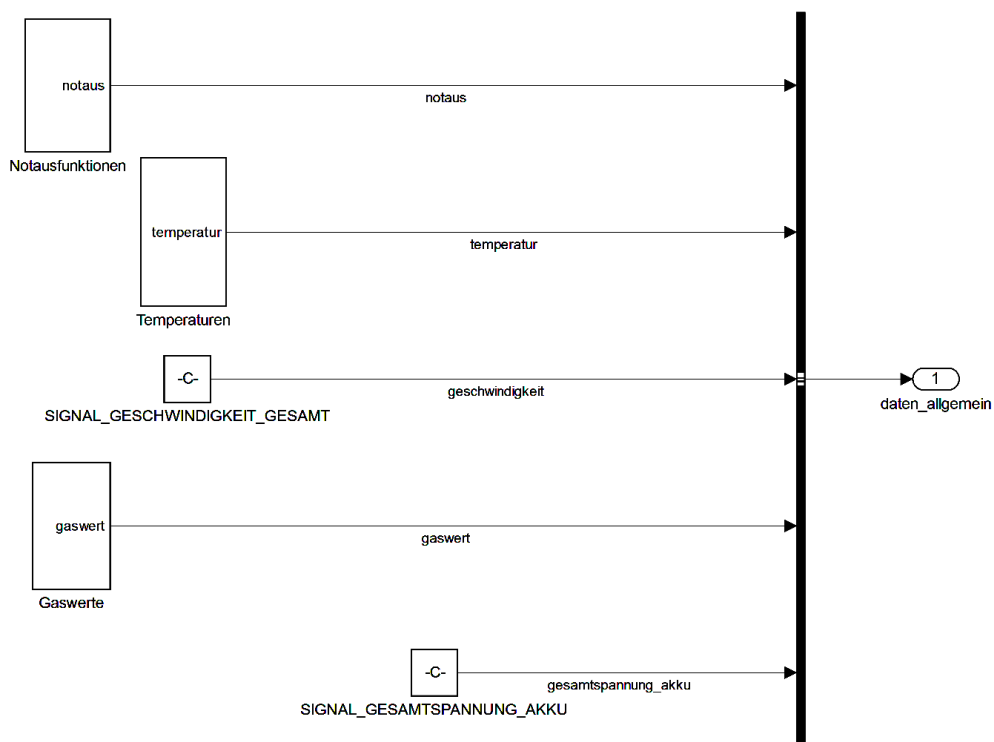 notaus
notaus
Notausfunktionen
temperatur
temperatur
Temperaturen
-C-
geschwindigkeit
SIGNAL_GESCHWINDIGKEIT_GESAMT
1
daten_allgemein
gaswert
gaswert
Gaswerte
-C-
gesamtspannung_akku
SIGNAL_GESAMTSPANNUNG_AKKU